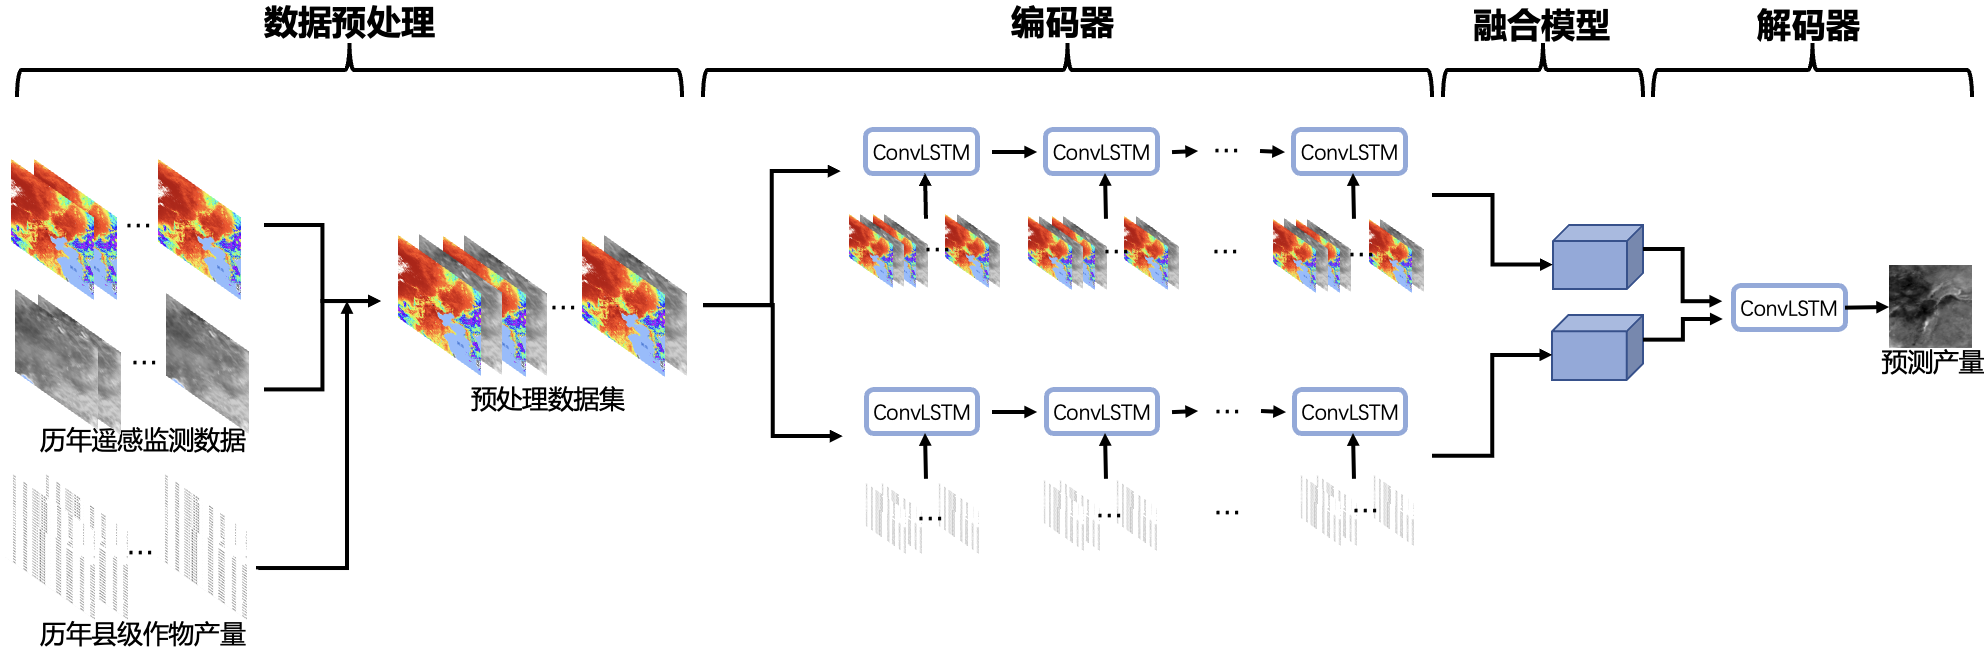 数据预处理
编码器
融合模型
解码器
ConvLSTM
ConvLSTM
...
ConvLSTM
...
...
...
...
...
...
...
ConvLSTM
预测产量
预处理数据集
历年遥感监测数据
ConvLSTM
ConvLSTM
...
ConvLSTM
...
...
...
...
...
历年县级作物产量